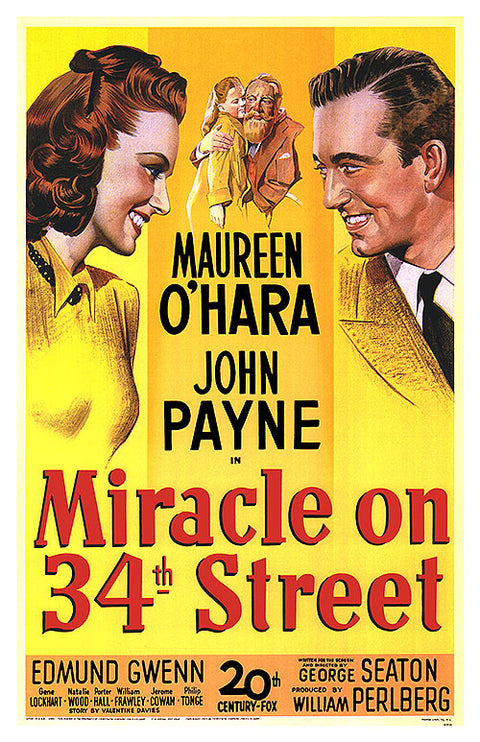 MAUREEN
O'HARA
JOHN
PAYNE
IN
Miracle on
34th Street
EDMUND GWENN
Gene Natalie Porter William Jerome Philip
LOCKHART - WOOD - HALL - FRAWLEY - COWAN - TONGE
STORY BY VALENTINE DAVIES
20th
CENTURY-FOX
WRITTEN FOR THE SCREEN
AND DIRECTED BY
GEORGE SEATON
PRODUCED BY
WILLIAM PERLBERG